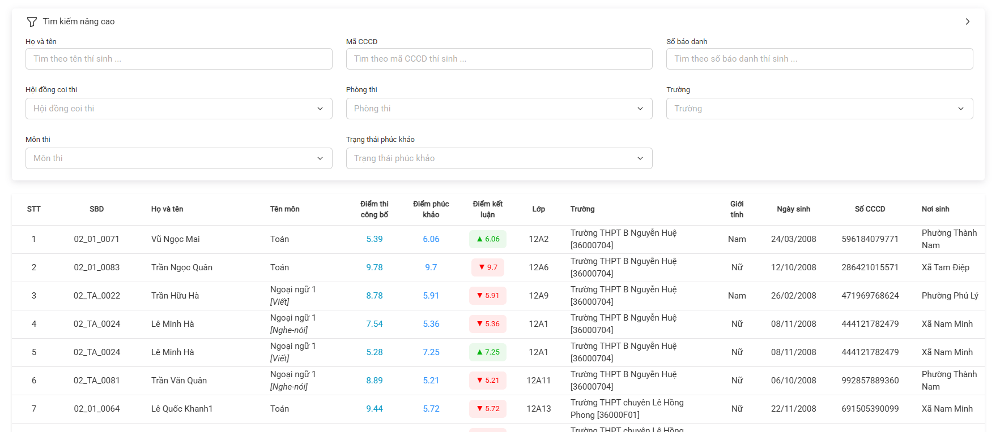 Tìm kiếm nâng cao
Họ và tên
Mã CCCD
Số báo danh
Tìm theo tên thí sinh ...
Tìm theo mã CCCD thí sinh ...
Tìm theo số báo danh thí sinh ...
Hội đồng coi thi
Phòng thi
Trường
Hội đồng coi thi
Phòng thi
Trường
Môn thi
Trạng thái phúc khảo
Môn thi
Trạng thái phúc khảo
STT
SBD
Họ và tên
Tên môn
Điểm thi
công bố
Điểm phúc
khảo
Điểm kết
luận
Lớp
Trường
Giới
tính
Ngày sinh
Số CCCD
Nơi sinh
1
02_01_0071
Vũ Ngọc Mai
Toán
5.39
6.06
▲ 6.06
12A2
Trường THPT B Nguyễn Huệ
[36000704]
Nam
24/03/2008
596184079771
Phường Thành
Nam
2
02_01_0083
Trần Ngọc Quân
Toán
9.78
9.7
▼ 9.7
12A6
Trường THPT B Nguyễn Huệ
[36000704]
Nữ
12/10/2008
286421015571
Xã Tam Điệp
3
02_TA_0022
Trần Hữu Hà
Ngoại ngữ 1
[Viết]
8.78
5.91
▼ 5.91
12A9
Trường THPT B Nguyễn Huệ
[36000704]
Nam
26/02/2008
471969768624
Phường Phủ Lý
4
02_TA_0024
Lê Minh Hà
Ngoại ngữ 1
[Nghe-nói]
7.54
5.36
▼ 5.36
12A1
Trường THPT B Nguyễn Huệ
[36000704]
Nữ
08/11/2008
444121782479
Xã Nam Minh
5
02_TA_0024
Lê Minh Hà
Ngoại ngữ 1
[Viết]
5.28
7.25
▲ 7.25
12A1
Trường THPT B Nguyễn Huệ
[36000704]
Nữ
08/11/2008
444121782479
Xã Nam Minh
6
02_TA_0081
Trần Văn Quân
Ngoại ngữ 1
[Nghe-nói]
8.89
5.21
▼ 5.21
12A11
Trường THPT B Nguyễn Huệ
[36000704]
Nữ
06/10/2008
992857889360
Phường Thành
Nam
7
02_01_0064
Lê Quốc Khanh1
Toán
9.44
5.72
▼ 5.72
12A13
Trường THPT chuyên Lê Hồng
Phong [36000F01]
Nữ
22/11/2008
691505390099
Xã Nam Minh
Trường THPT chuyên Lê Hồng